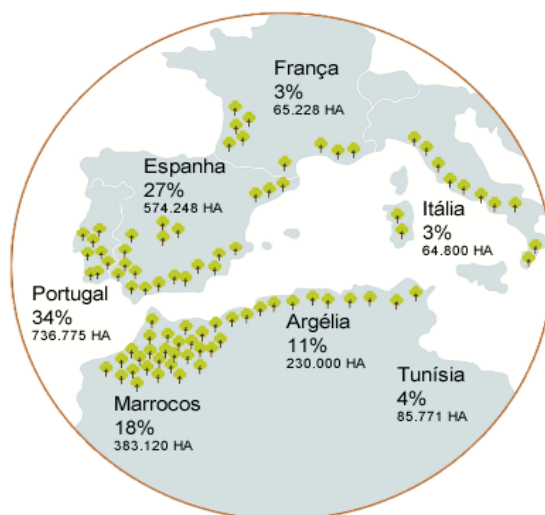 França
3%
65.228 HA
Espanha
27%
574.248 HA
Itália
3%
64.800 HA
Portugal
34%
736.775 HA
Argélia
11%
230.000 HA
Tunísia
4%
85.771 HA
Marrocos
18%
383.120 HA